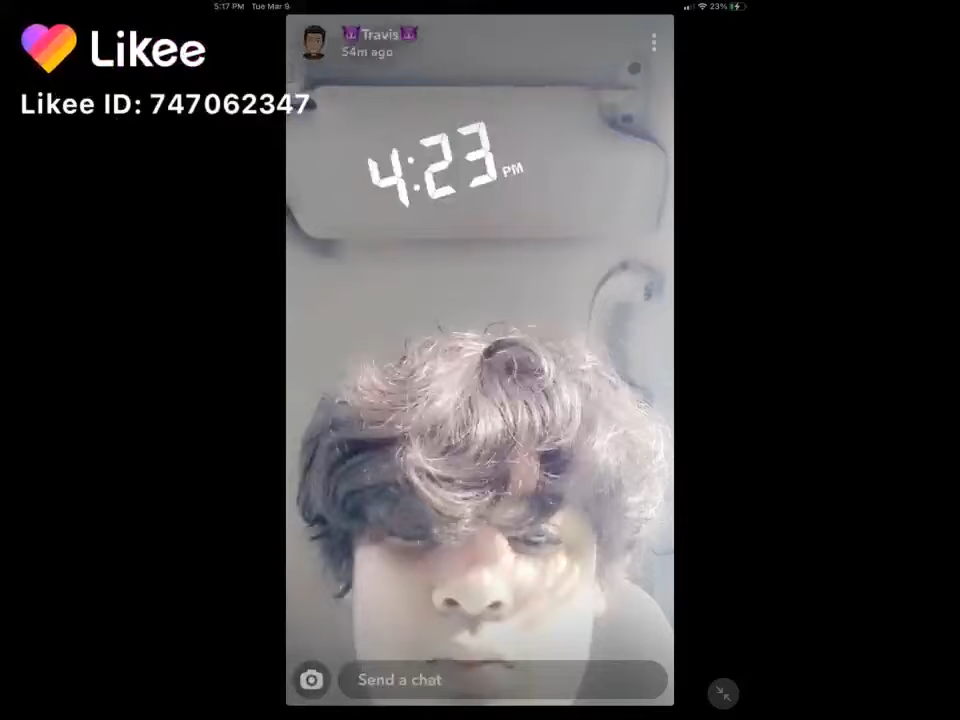 5:17 PM Tue Mar 9
23%
Likee
Likee ID: 747062347
😈Travis😈
54m ago
4:23 PM
Send a chat